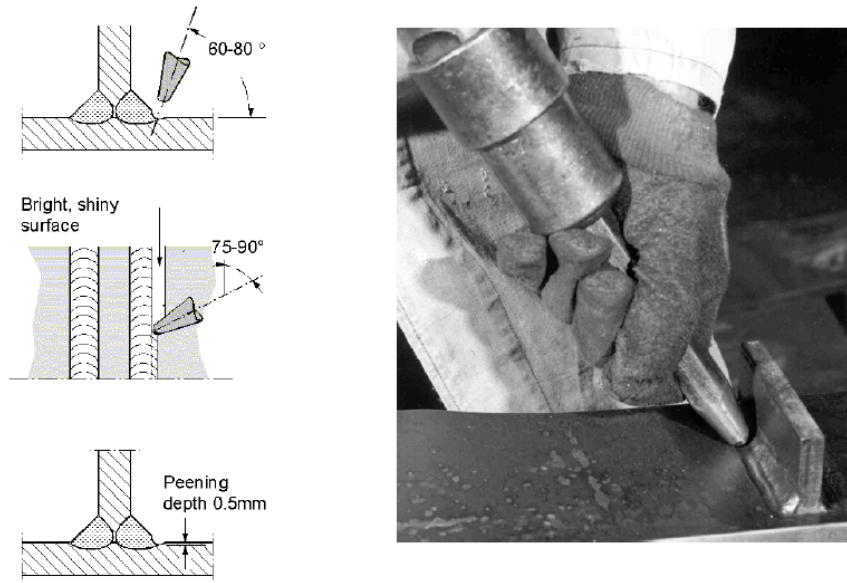 60-80 °
Bright, shiny
surface
75-90°
Peening
depth 0.5mm